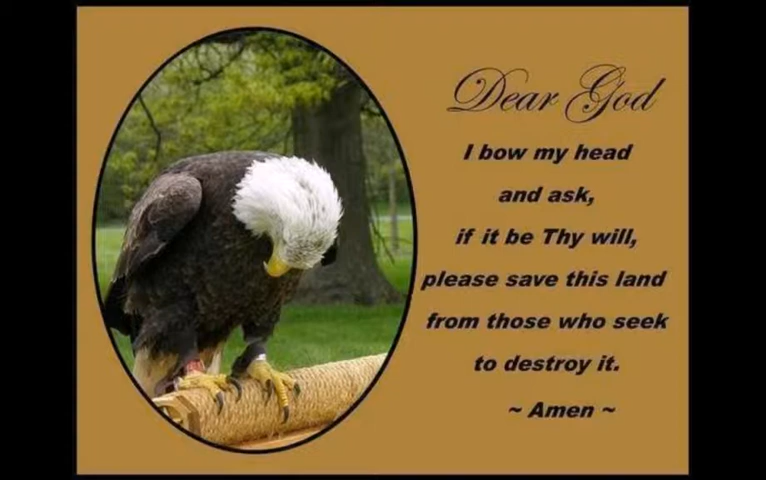 Dear God
I bow my head
and ask,
if it be Thy will,
please save this land
from those who seek
to destroy it.
~ Amen ~